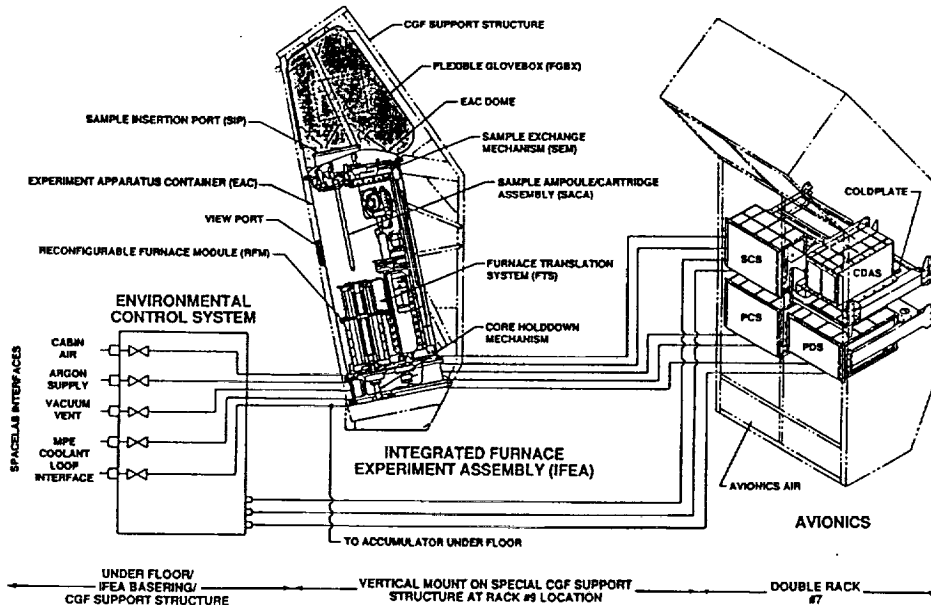 CGF SUPPORT STRUCTURE
FLEXIBLE GLOVEBOX (FGBX)
EAC DOME
SAMPLE INSERTION PORT (SIP)
SAMPLE EXCHANGE
MECHANISM (SEM)
EXPERIMENT APPARATUS CONTAINER (EAC)
SAMPLE AMPOULE/CARTRIDGE
ASSEMBLY (SACA)
COLDPLATE
VIEW PORT
RECONFIGURABLE FURNACE MODULE (RFM)
FURNACE TRANSLATION
SYSTEM (FTS)
SCS
CDAS
PCS
PDS
ENVIRONMENTAL
CONTROL SYSTEM
CORE HOLDDOWN
MECHANISM
SPACELAB INTERFACES
CABIN
AIR
ARGON
SUPPLY
VACUUM
VENT
MPE
COOLANT
LOOP
INTERFACE
INTEGRATED FURNACE
EXPERIMENT ASSEMBLY (IFEA)
AVIONICS AIR
AVIONICS
TO ACCUMULATOR UNDER FLOOR
UNDER FLOOR/
IFEA BASERING/
CGF SUPPORT STRUCTURE
VERTICAL MOUNT ON SPECIAL CGF SUPPORT
STRUCTURE AT RACK #9 LOCATION
DOUBLE RACK
#7